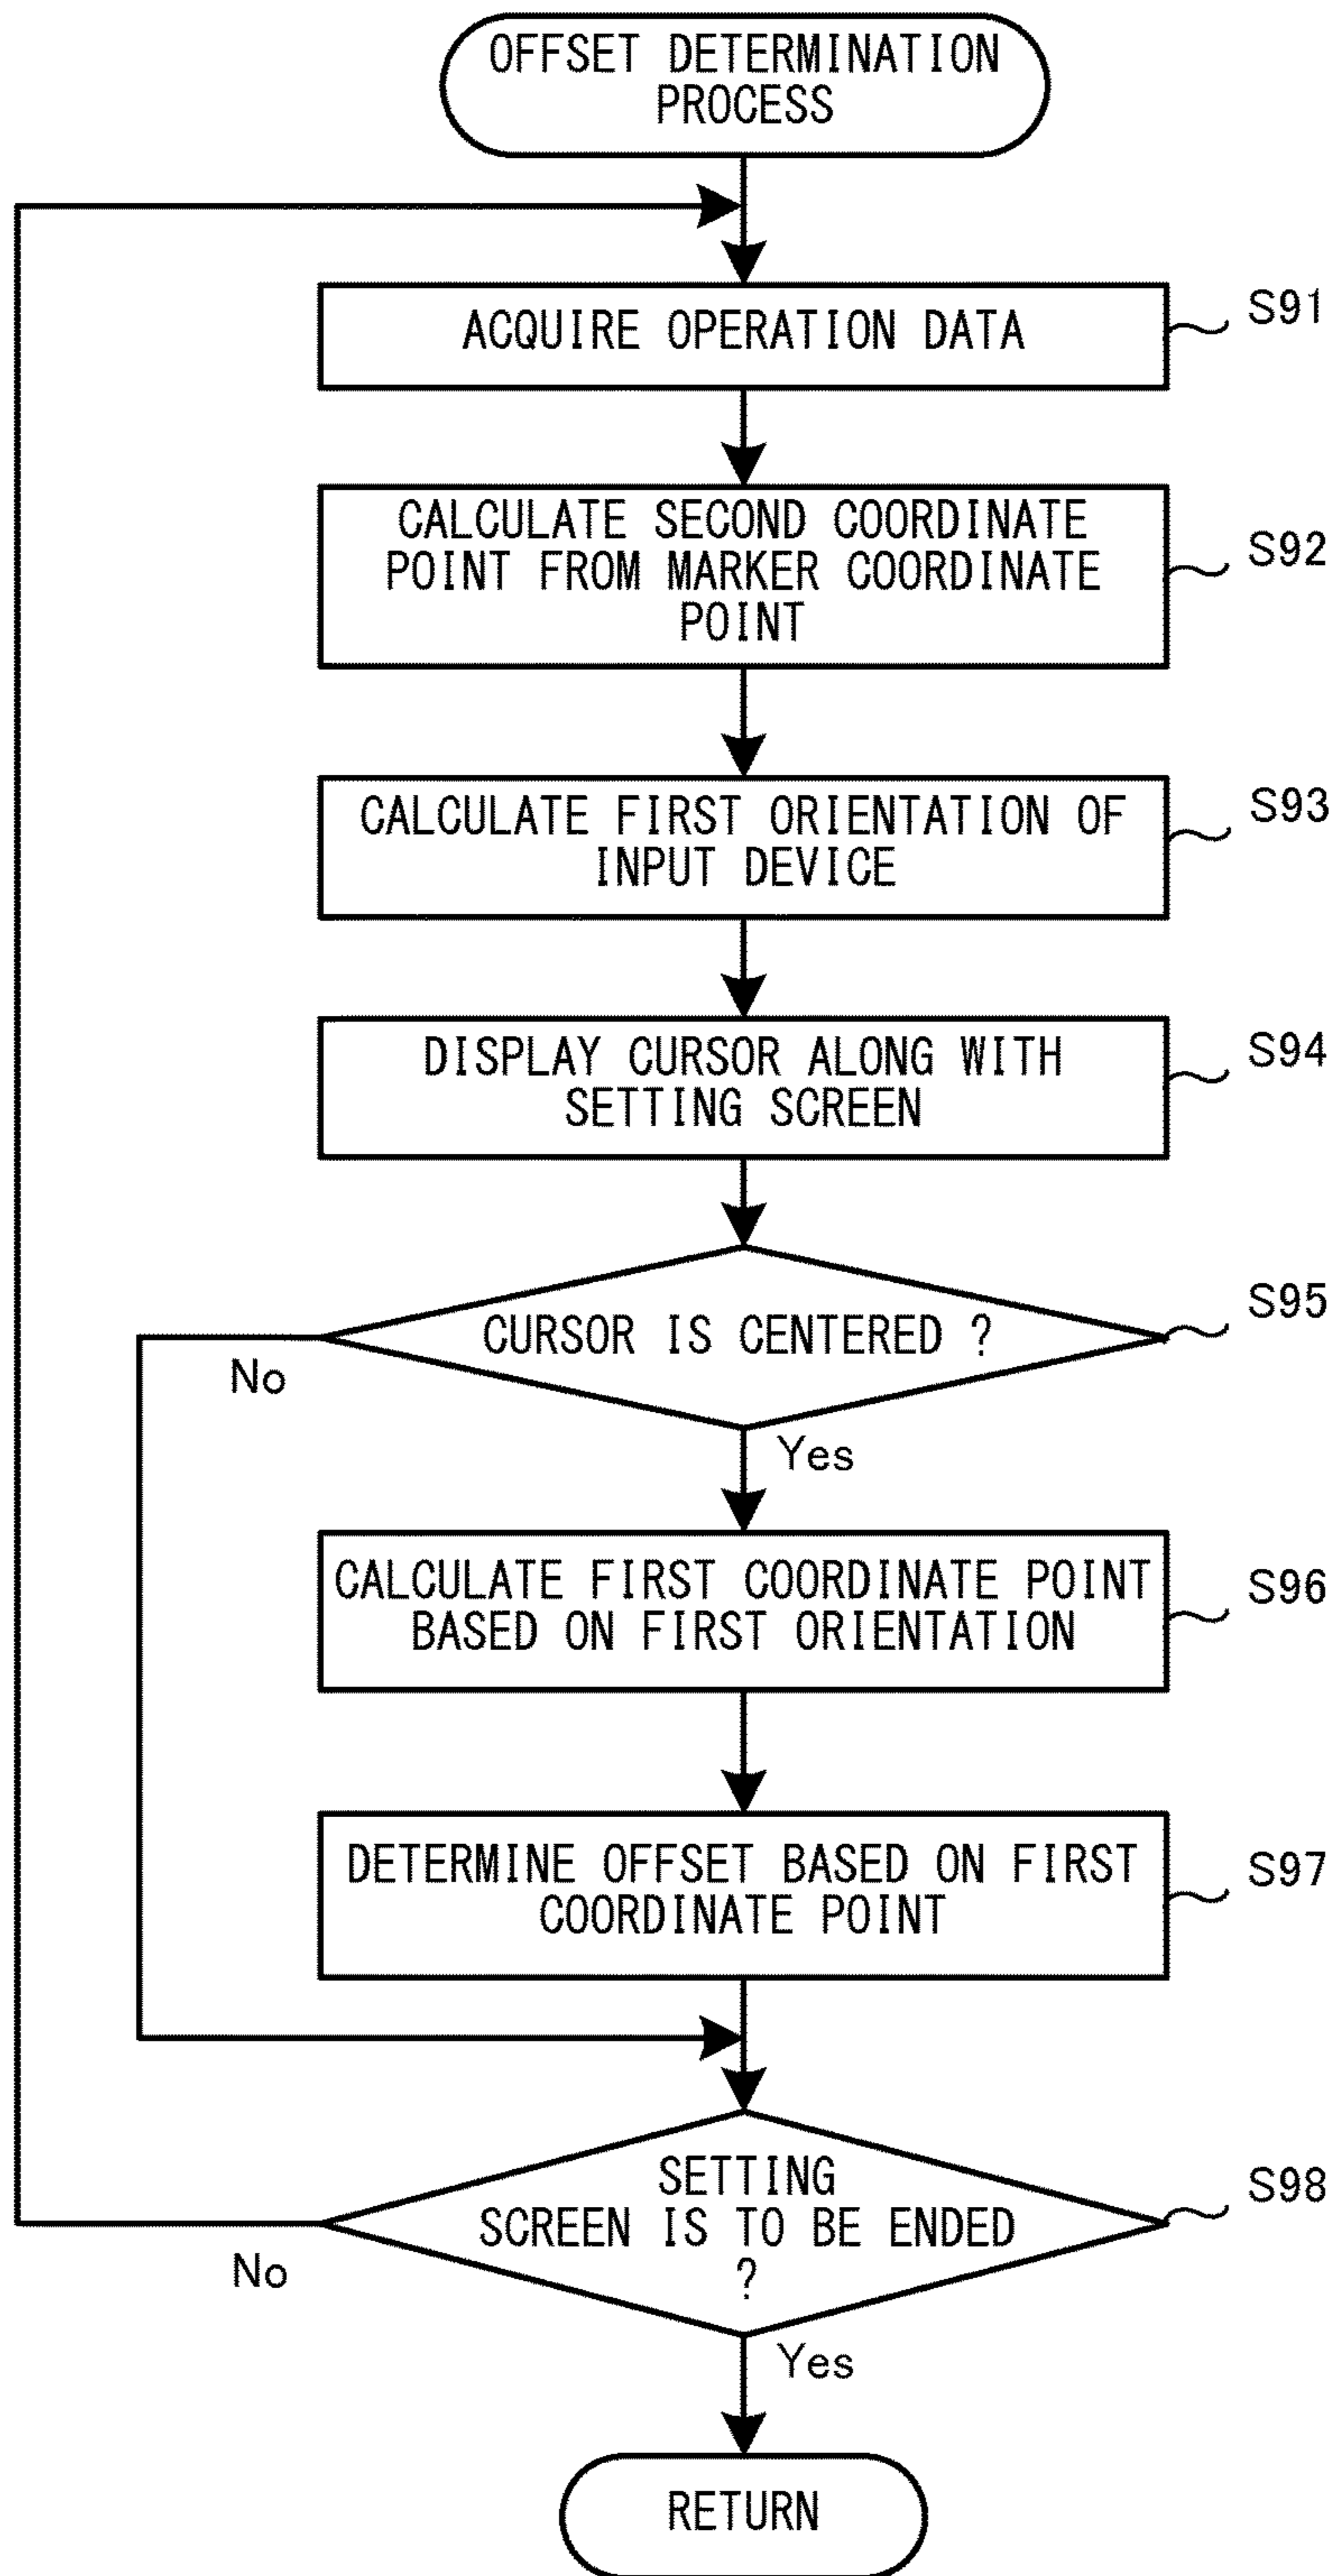 OFFSET DETERMINATION
PROCESS
ACQUIRE OPERATION DATA
S91
CALCULATE SECOND COORDINATE
POINT FROM MARKER COORDINATE
POINT
S92
CALCULATE FIRST ORIENTATION OF
INPUT DEVICE
S93
DISPLAY CURSOR ALONG WITH
SETTING SCREEN
S94
CURSOR IS CENTERED ?
S95
No
Yes
CALCULATE FIRST COORDINATE POINT
BASED ON FIRST ORIENTATION
S96
DETERMINE OFFSET BASED ON FIRST
COORDINATE POINT
S97
SETTING
SCREEN IS TO BE ENDED
?
S98
No
Yes
RETURN